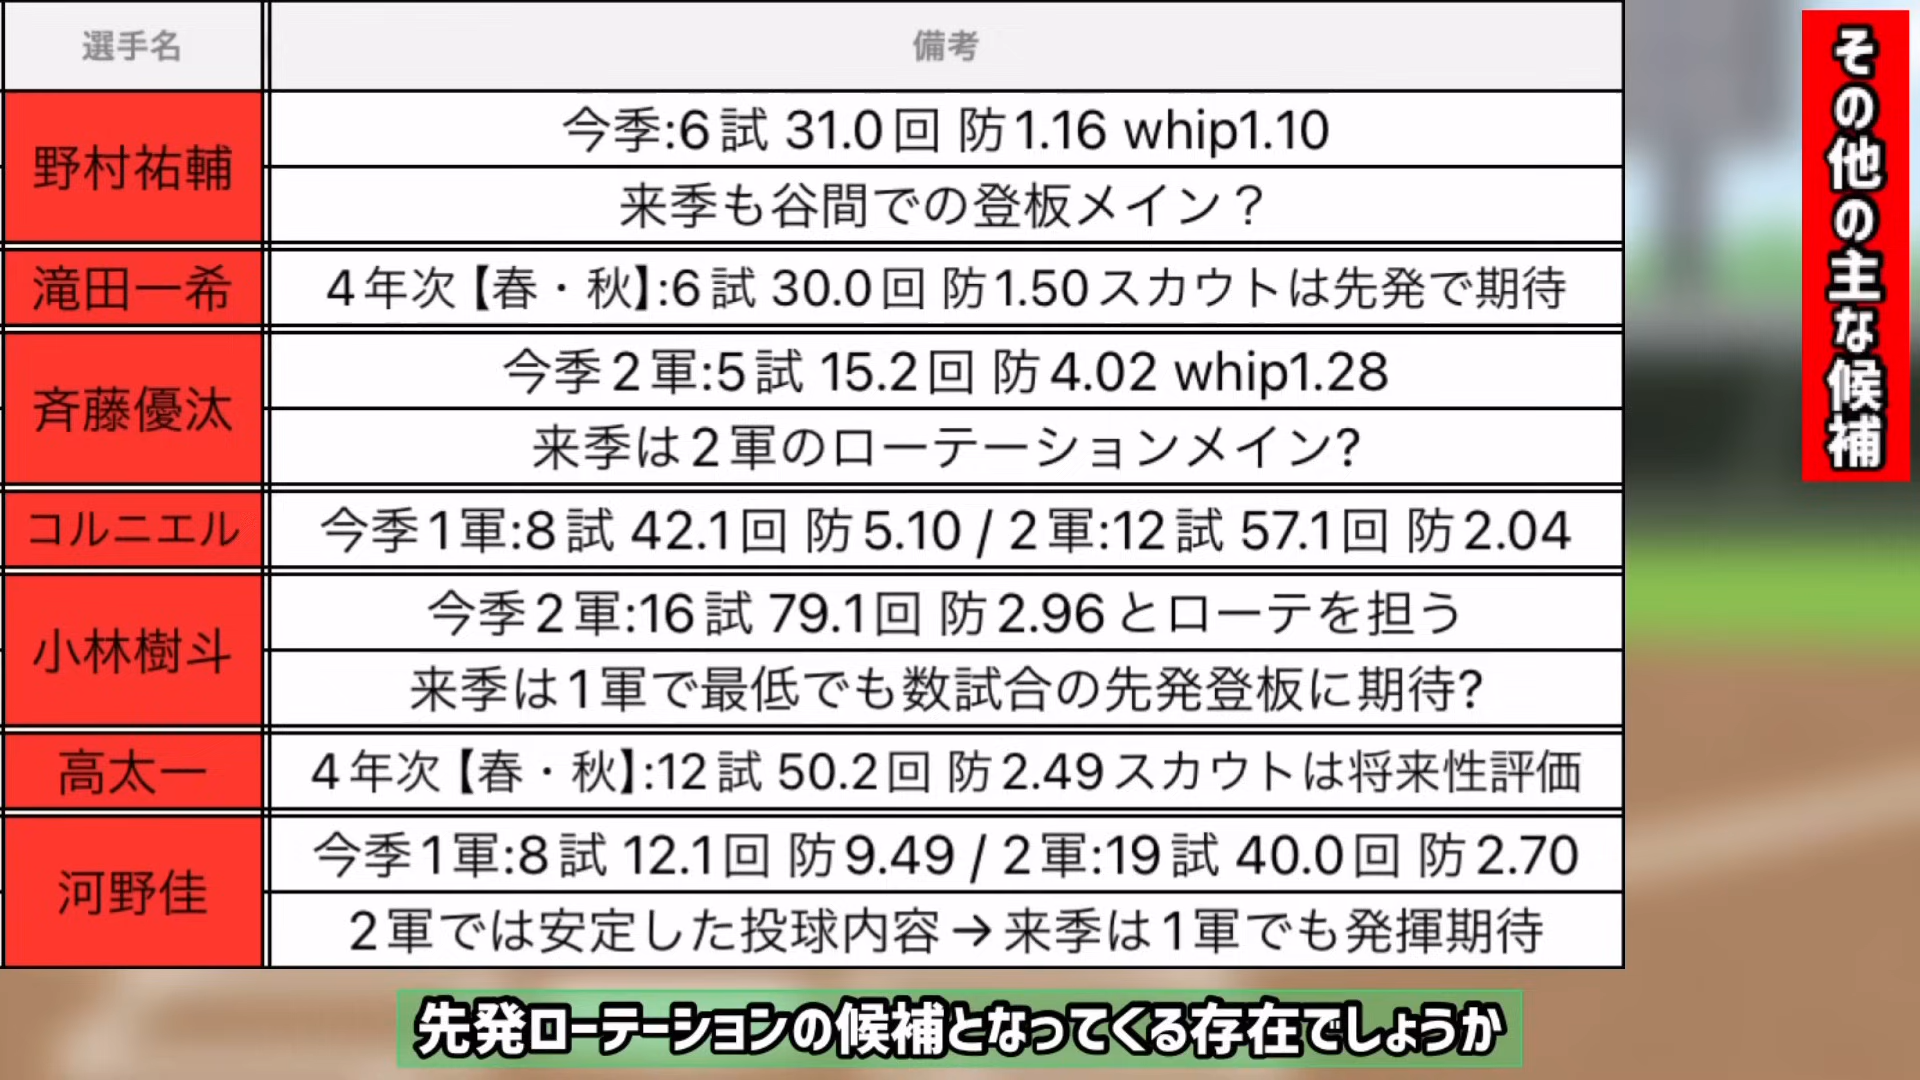 選手名 備考
野村祐輔
今季:6試 31.0回 防1.16 whip1.10
来季も谷間での登板メイン？
滝田一希
4年次【春・秋】:6試 30.0回 防1.50スカウトは先発で期待
斉藤優汰
今季2軍:5試 15.2回 防4.02 whip1.28
来季は2軍のローテーションメイン?
コルニエル
今季1軍:8試 42.1回 防5.10 / 2軍:12試 57.1回 防2.04
小林樹斗
今季2軍:16試 79.1回 防2.96とローテを担う
来季は1軍で最低でも数試合の先発登板に期待?
高太一
4年次【春・秋】:12試 50.2回 防2.49スカウトは将来性評価
河野佳
今季1軍:8試 12.1回 防9.49 / 2軍:19試 40.0回 防2.70
2軍では安定した投球内容→来季は1軍でも発揮期待
その他の主な候補
先発ローテーションの候補となってくる存在でしょうか